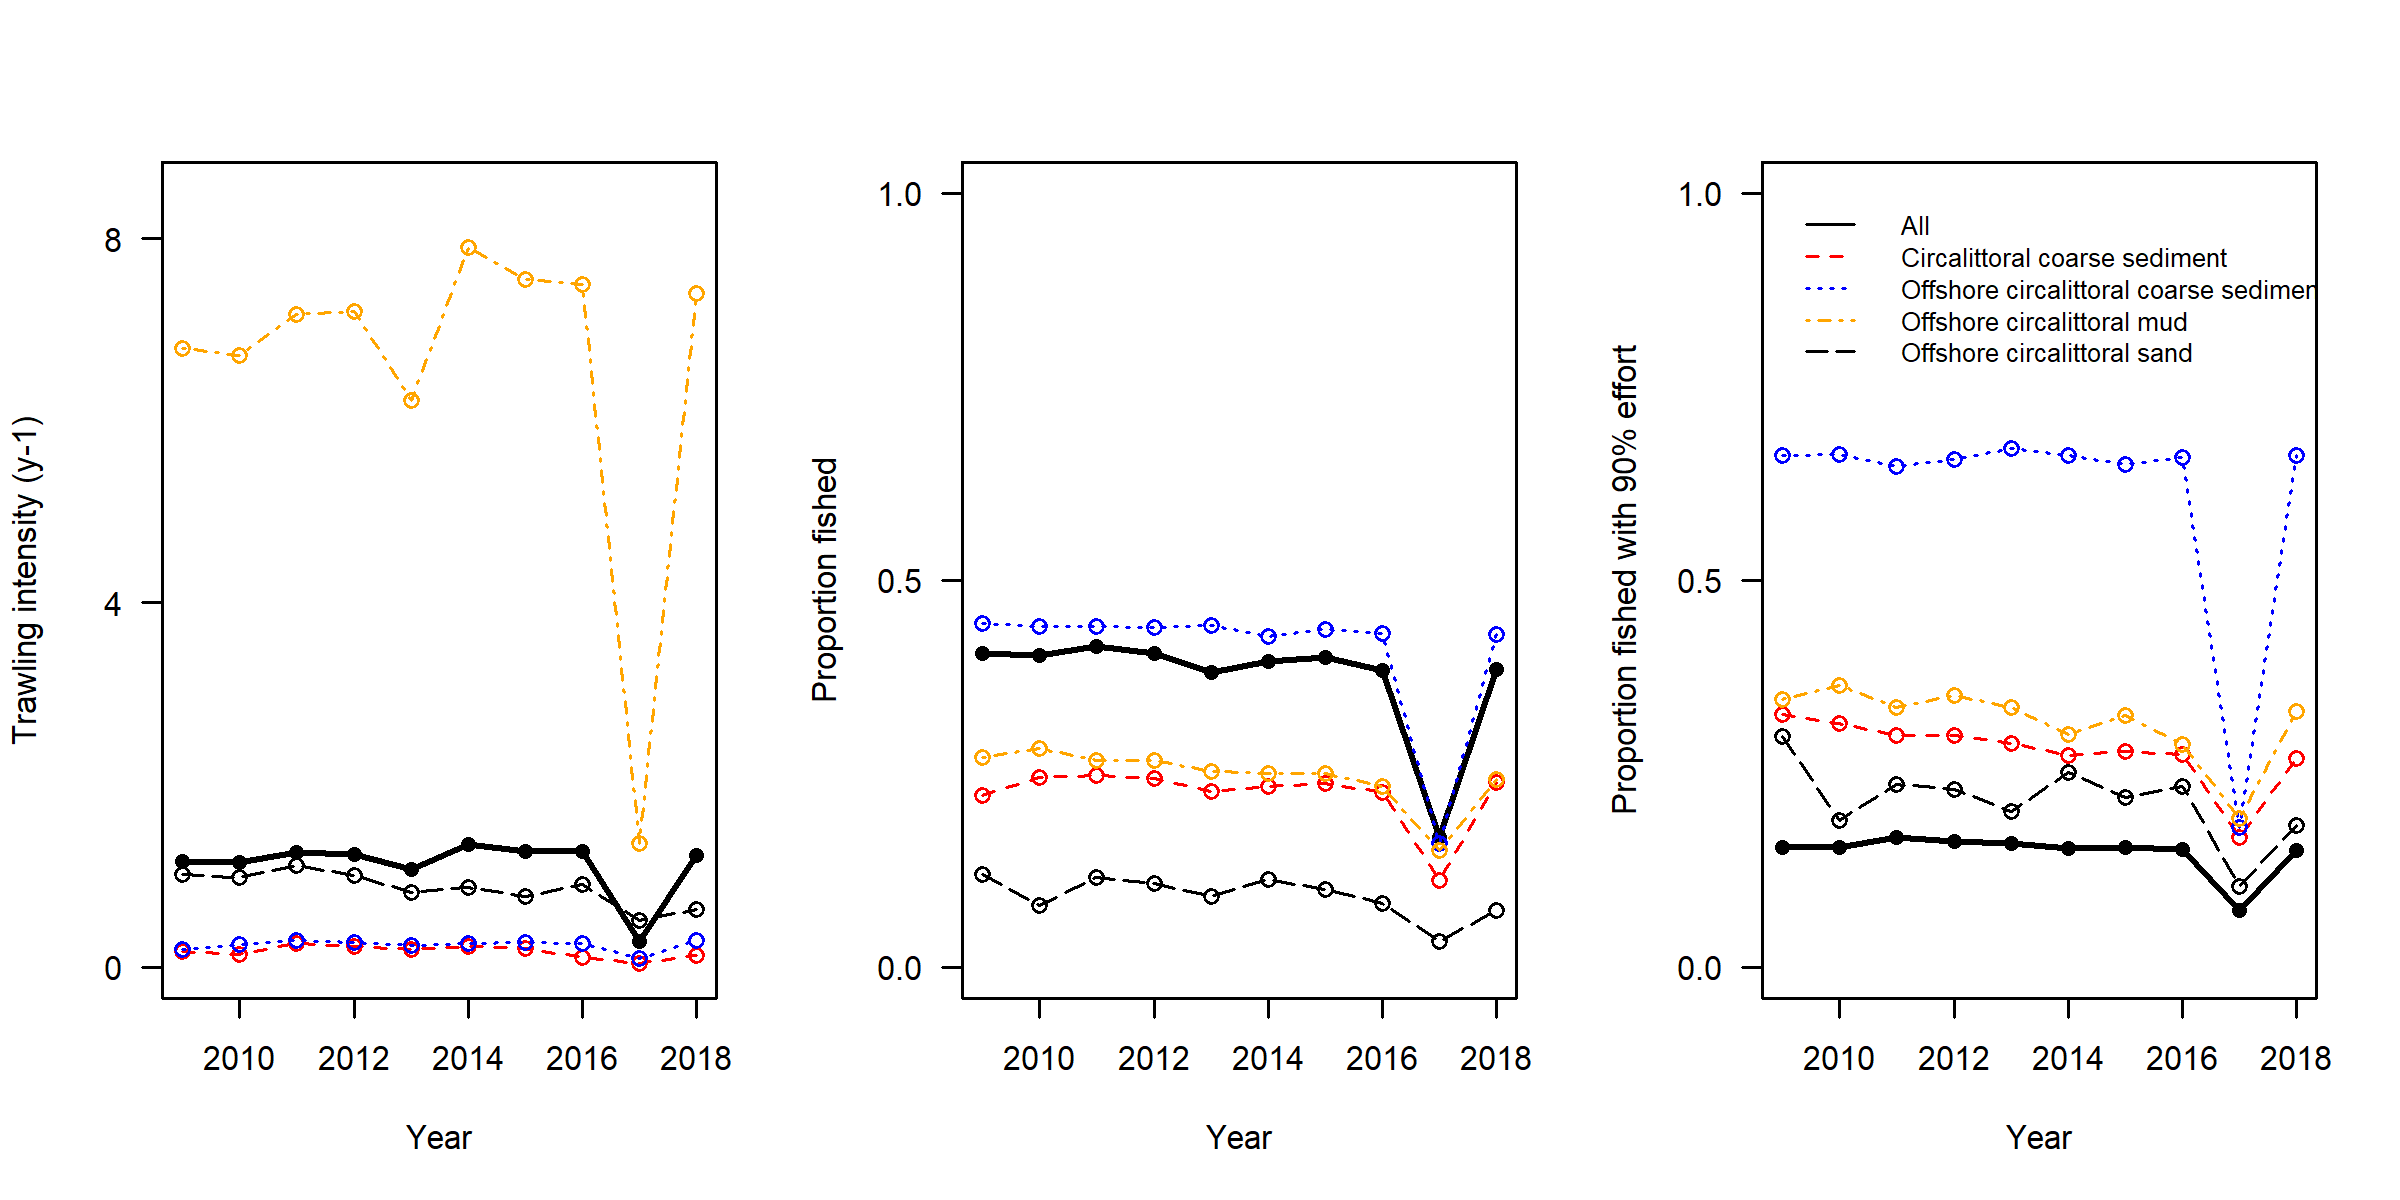 Trawling intensity (y-1)
8
4
0
2010 2012 2014 2016 2018
Year
Proportion fished
1.0
0.5
0.0
2010 2012 2014 2016 2018
Year
Proportion fished with 90% effort
1.0
0.5
0.0
All
Circalittoral coarse sediment
Offshore circalittoral coarse sedimen
Offshore circalittoral mud
Offshore circalittoral sand
2010 2012 2014 2016 2018
Year